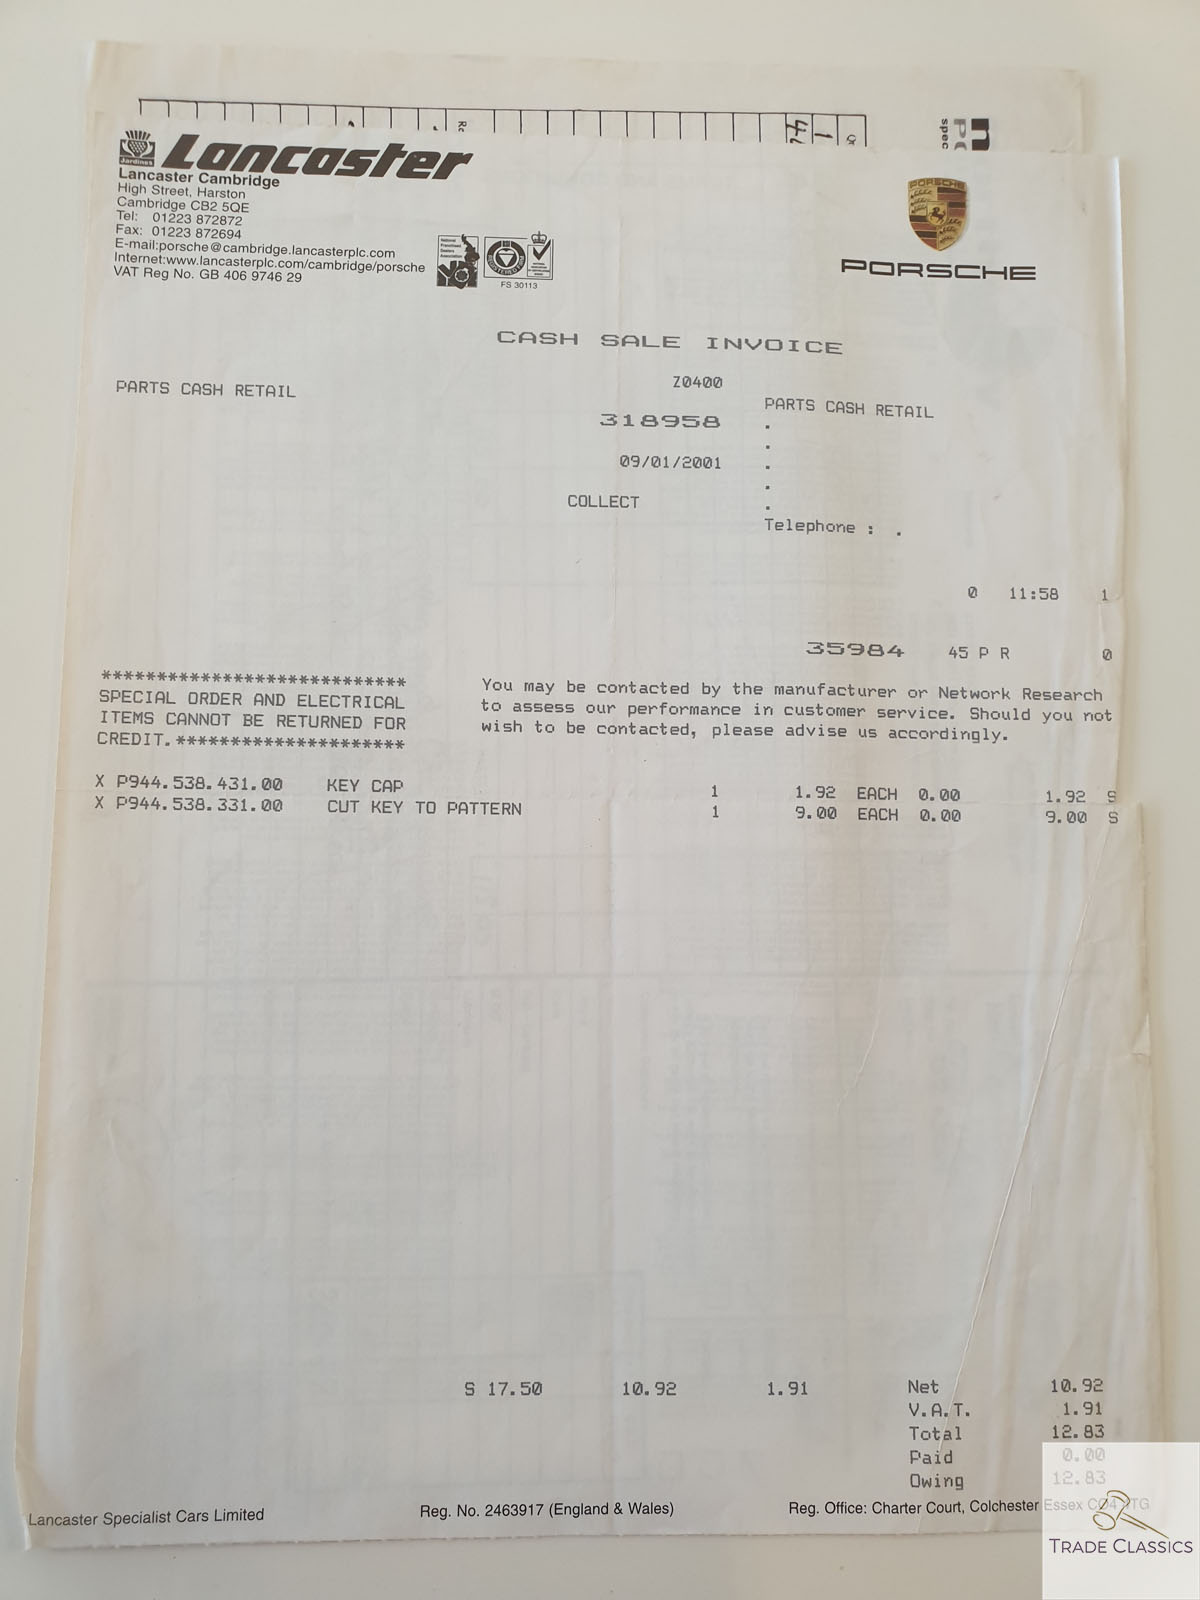 Jardines
Lancaster
Lancaster Cambridge
High Street, Harston
Cambridge CB2 5QE
Tel: 01223 872872
Fax: 01223 872694
E-mail:porsche@cambridge.lancasterplc.com
Internet:www.lancasterplc.com/cambridge/porsche
VAT Reg No. GB 406 9746 29
National Franchised Dealers Association
FS 30113
PORSCHE
PORSCHE
spec
CASH SALE INVOICE
Z0400
PARTS CASH RETAIL
PARTS CASH RETAIL
318958
.
.
09/01/2001 .
.
COLLECT .
Telephone : .
0 11:58 1
35984 45 P R 0
****************************
SPECIAL ORDER AND ELECTRICAL
ITEMS CANNOT BE RETURNED FOR
CREDIT.*********************
You may be contacted by the manufacturer or Network Research
to assess our performance in customer service. Should you not
wish to be contacted, please advise us accordingly.
X P944.538.431.00 KEY CAP 1 1.92 EACH 0.00 1.92 S
X P944.538.331.00 CUT KEY TO PATTERN 1 9.00 EACH 0.00 9.00 S
S 17.50 10.92 1.91 Net 10.92
V.A.T. 1.91
Total 12.83
Paid 0.00
Owing 12.83
Lancaster Specialist Cars Limited Reg. No. 2463917 (England & Wales) Reg. Office: Charter Court, Colchester Essex
TRADE CLASSICS